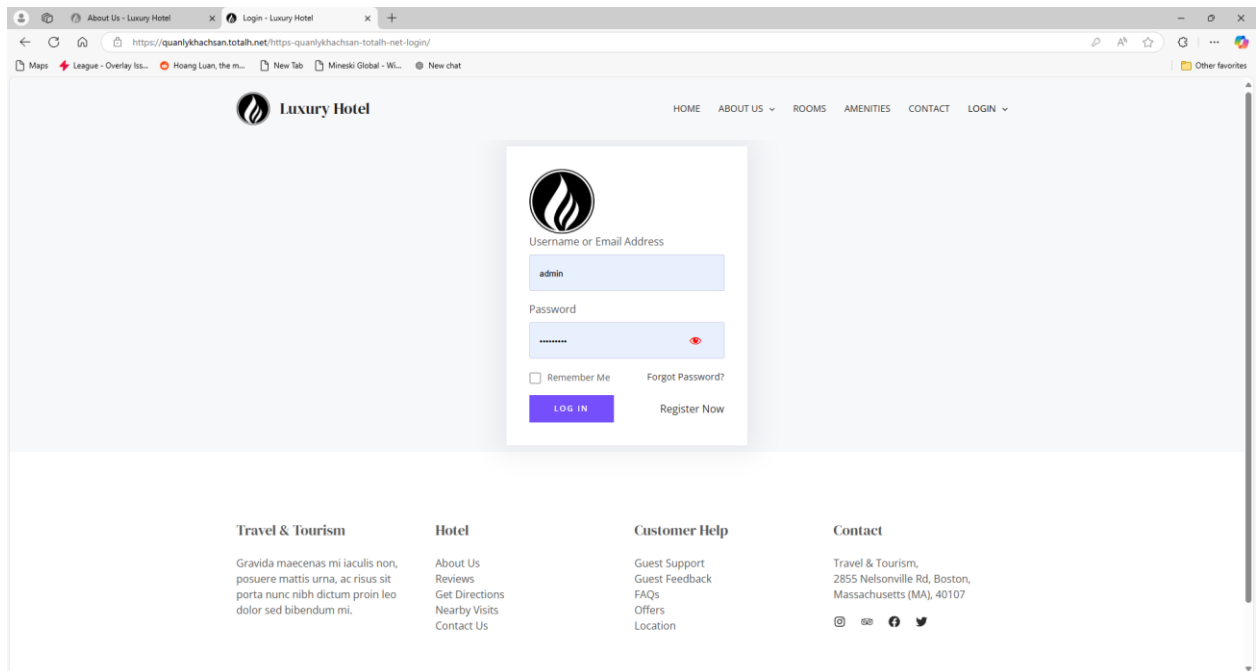 About Us - Luxury Hotel
Login - Luxury Hotel
https://quanlykhachsan.totalh.net/https-quanlykhachsan-totalh-net-login/
Maps League - Overlay Iss... Hoang Luan, the m... New Tab Mineski Global - Wi... New chat Other favorites
Luxury Hotel HOME ABOUT US ROOMS AMENITIES CONTACT LOGIN
Username or Email Address
admin
Password
Remember Me Forgot Password?
LOG IN Register Now
Travel & Tourism
Gravida maecenas mi iaculis non,
posuere mattis urna, ac risus sit
porta nunc nibh dictum proin leo
dolor sed bibendum mi.
Hotel
About Us
Reviews
Get Directions
Nearby Visits
Contact Us
Customer Help
Guest Support
Guest Feedback
FAQs
Offers
Location
Contact
Travel & Tourism,
2855 Nelsonville Rd, Boston,
Massachusetts (MA), 40107